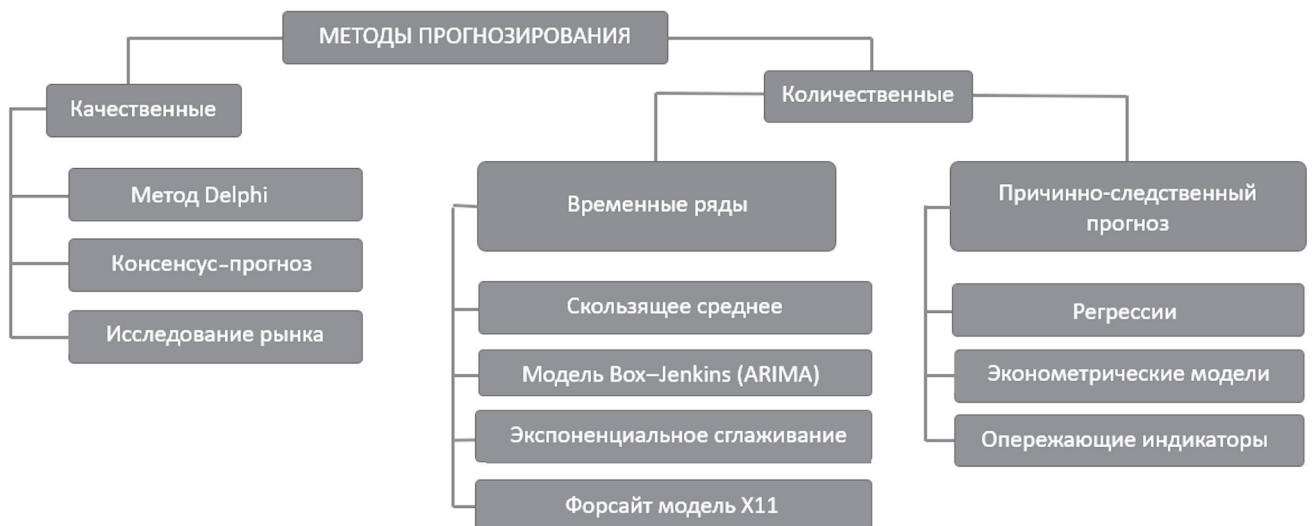 МЕТОДЫ ПРОГНОЗИРОВАНИЯ
Качественные
Метод Delphi
Консенсус–прогноз
Исследование рынка
Количественные
Временные ряды
Скользящее среднее
Модель Box–Jenkins (ARIMA)
Экспоненциальное сглаживание
Форсайт модель X11
Причинно-следственный
прогноз
Регрессии
Эконометрические модели
Опережающие индикаторы